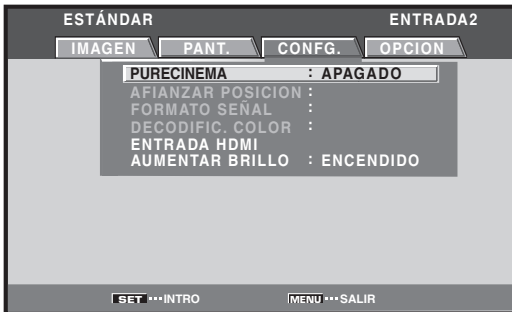 ESTÁNDAR ENTRADA2
IMAGEN PANT. CONFG. OPCION
PURECINEMA : APAGADO
AFIANZAR POSICION :
FORMATO SEÑAL :
DECODIFIC. COLOR :
ENTRADA HDMI
AUMENTAR BRILLO : ENCENDIDO
SET ··· INTRO MENU ··· SALIR